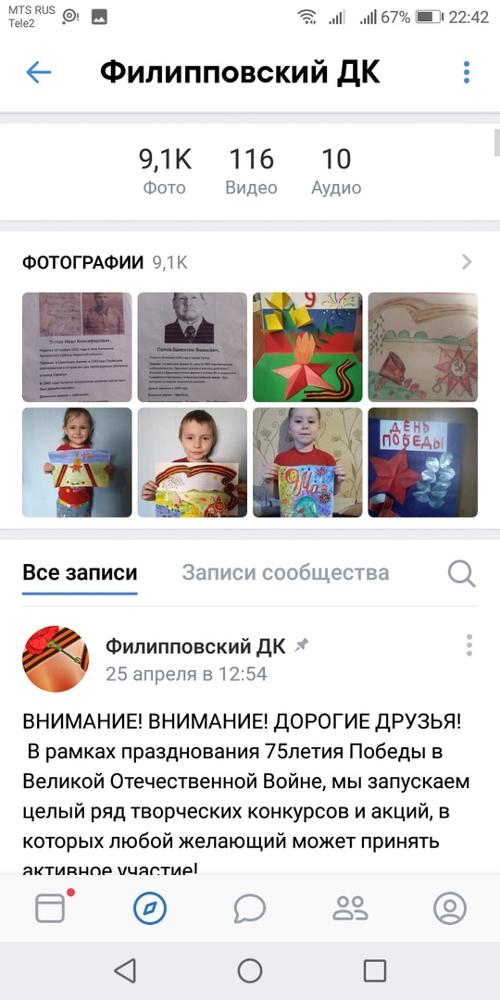 MTS RUS
Tele2
67% 22:42
Филипповский ДК
9,1K 116 10
Фото Видео Аудио
ФОТОГРАФИИ 9,1K
Попов Валентин
9
9 Мая
ДЕНЬ
ПОБЕДЫ
Все записи Записи сообщества
Филипповский ДК
25 апреля в 12:54
ВНИМАНИЕ! ВНИМАНИЕ! ДОРОГИЕ ДРУЗЬЯ!
В рамках празднования 75летия Победы в
Великой Отечественной Войне, мы запускаем
целый ряд творческих конкурсов и акций, в
которых любой желающий может принять
активное участие!